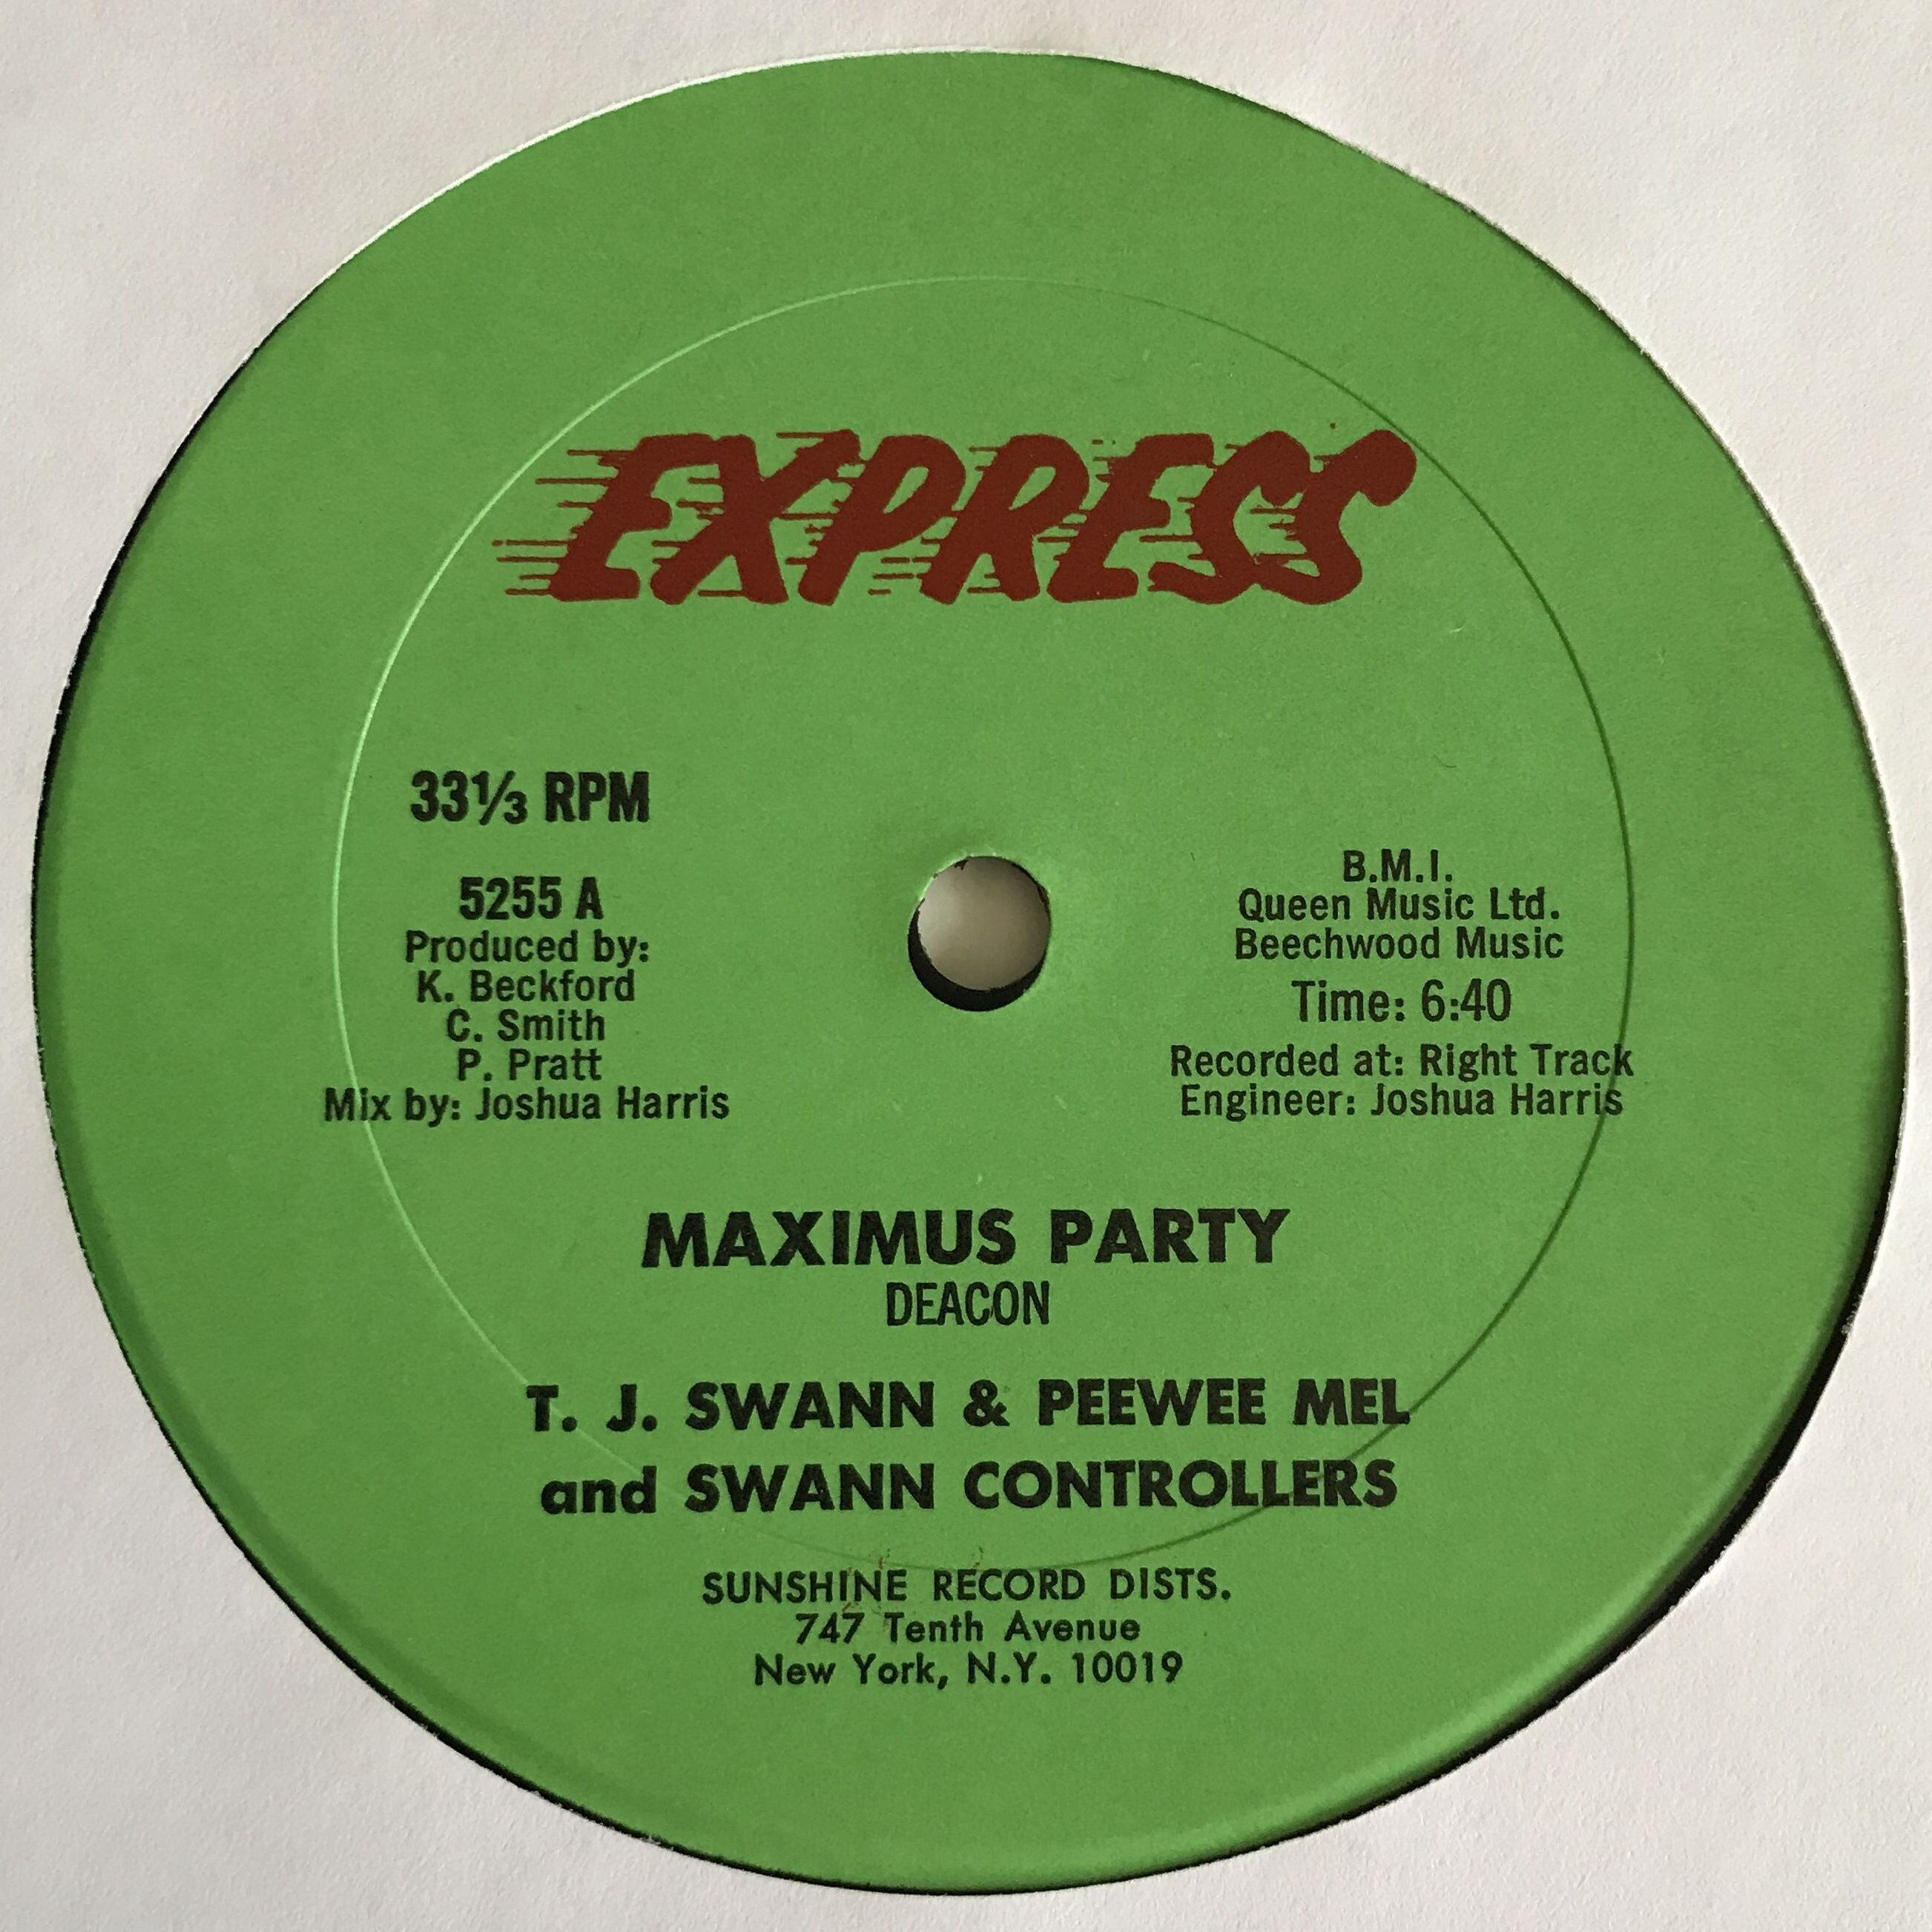 EXPRESS
33⅓ RPM
5255 A
Produced by:
K. Beckford
C. Smith
P. Pratt
Mix by: Joshua Harris
B.M.I.
Queen Music Ltd.
Beechwood Music
Time: 6:40
Recorded at: Right Track
Engineer: Joshua Harris
MAXIMUS PARTY
DEACON
T. J. SWANN & PEEWEE MEL
and SWANN CONTROLLERS
SUNSHINE RECORD DISTS.
747 Tenth Avenue
New York, N.Y. 10019